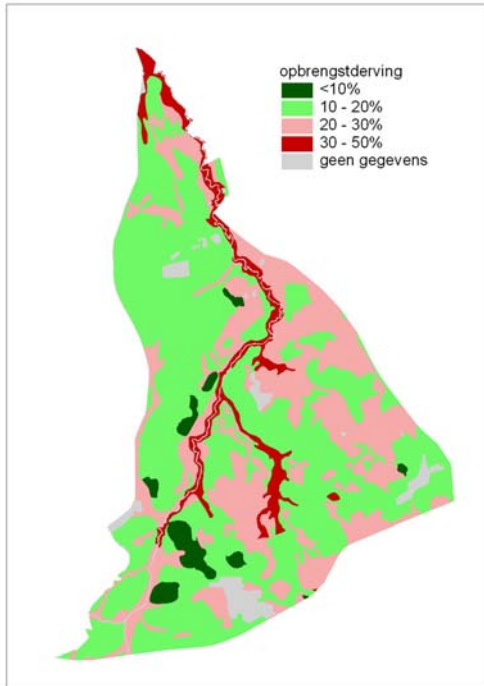 opbrengstderving
<10%
10 - 20%
20 - 30%
30 - 50%
geen gegevens